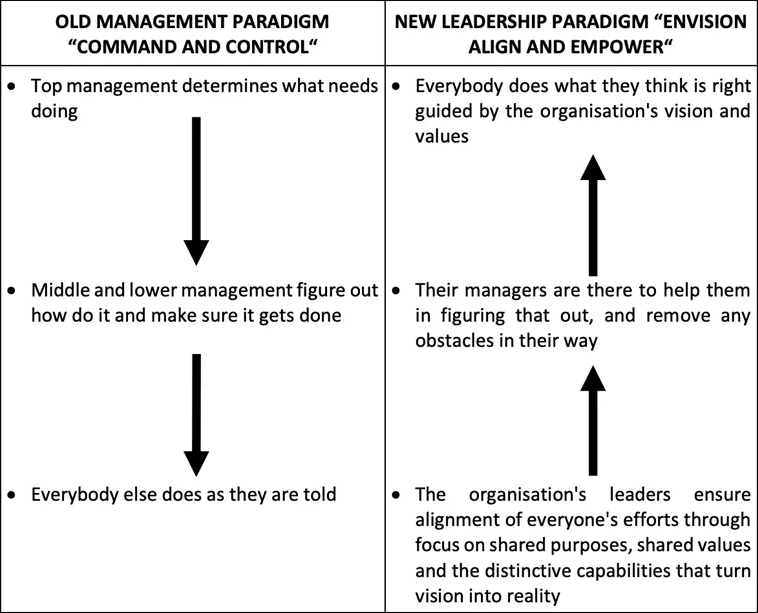 OLD MANAGEMENT PARADIGM
“COMMAND AND CONTROL“
• Top management determines what needs
doing
• Middle and lower management figure out
how do it and make sure it gets done
• Everybody else does as they are told
NEW LEADERSHIP PARADIGM “ENVISION
ALIGN AND EMPOWER“
• Everybody does what they think is right
guided by the organisation's vision and
values
• Their managers are there to help them
in figuring that out, and remove any
obstacles in their way
• The organisation's leaders ensure
alignment of everyone's efforts through
focus on shared purposes, shared values
and the distinctive capabilities that turn
vision into reality